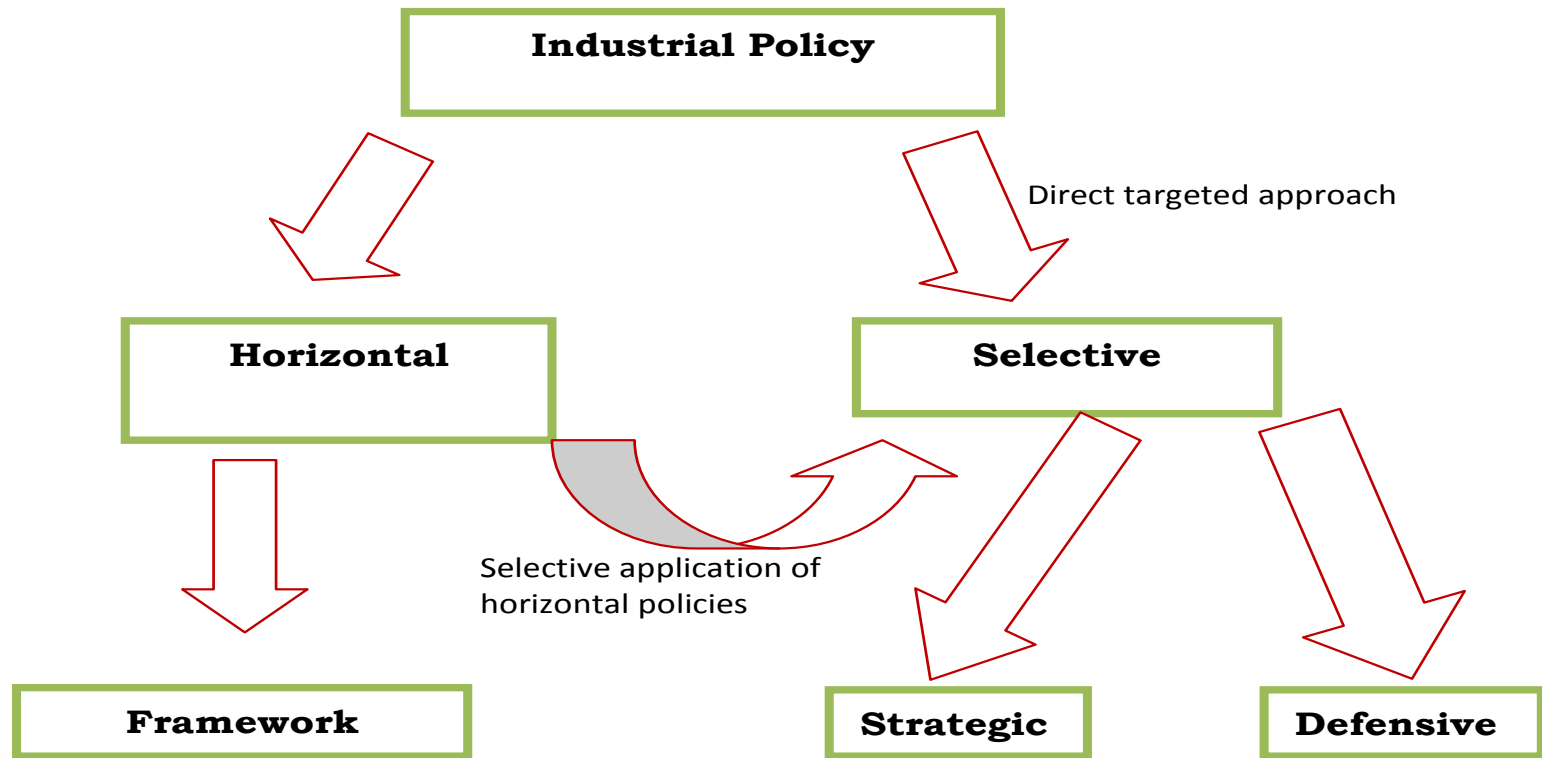 Industrial Policy
Direct targeted approach
Horizontal
Selective
Selective application of
horizontal policies
Framework
Strategic
Defensive